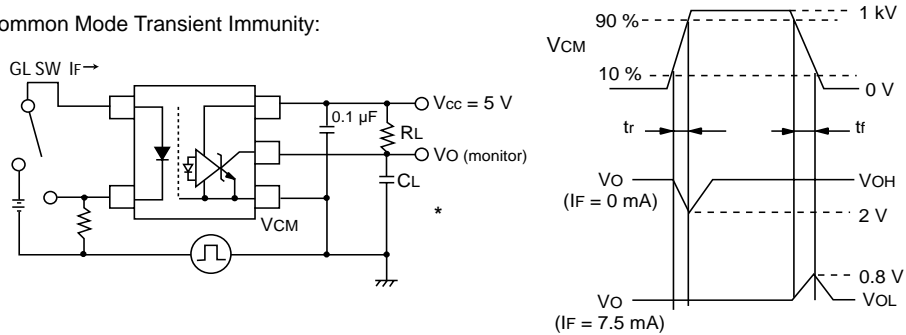 ommon Mode Transient Immunity:
GL SW IF→
Vcc = 5 V
0.1 μF
RL
VO (monitor)
CL
*
VCM
90 %
1 kV
VCM
10 %
0 V
tr
tf
VO
VOH
(IF = 0 mA)
2 V
0.8 V
VO
VOL
(IF = 7.5 mA)